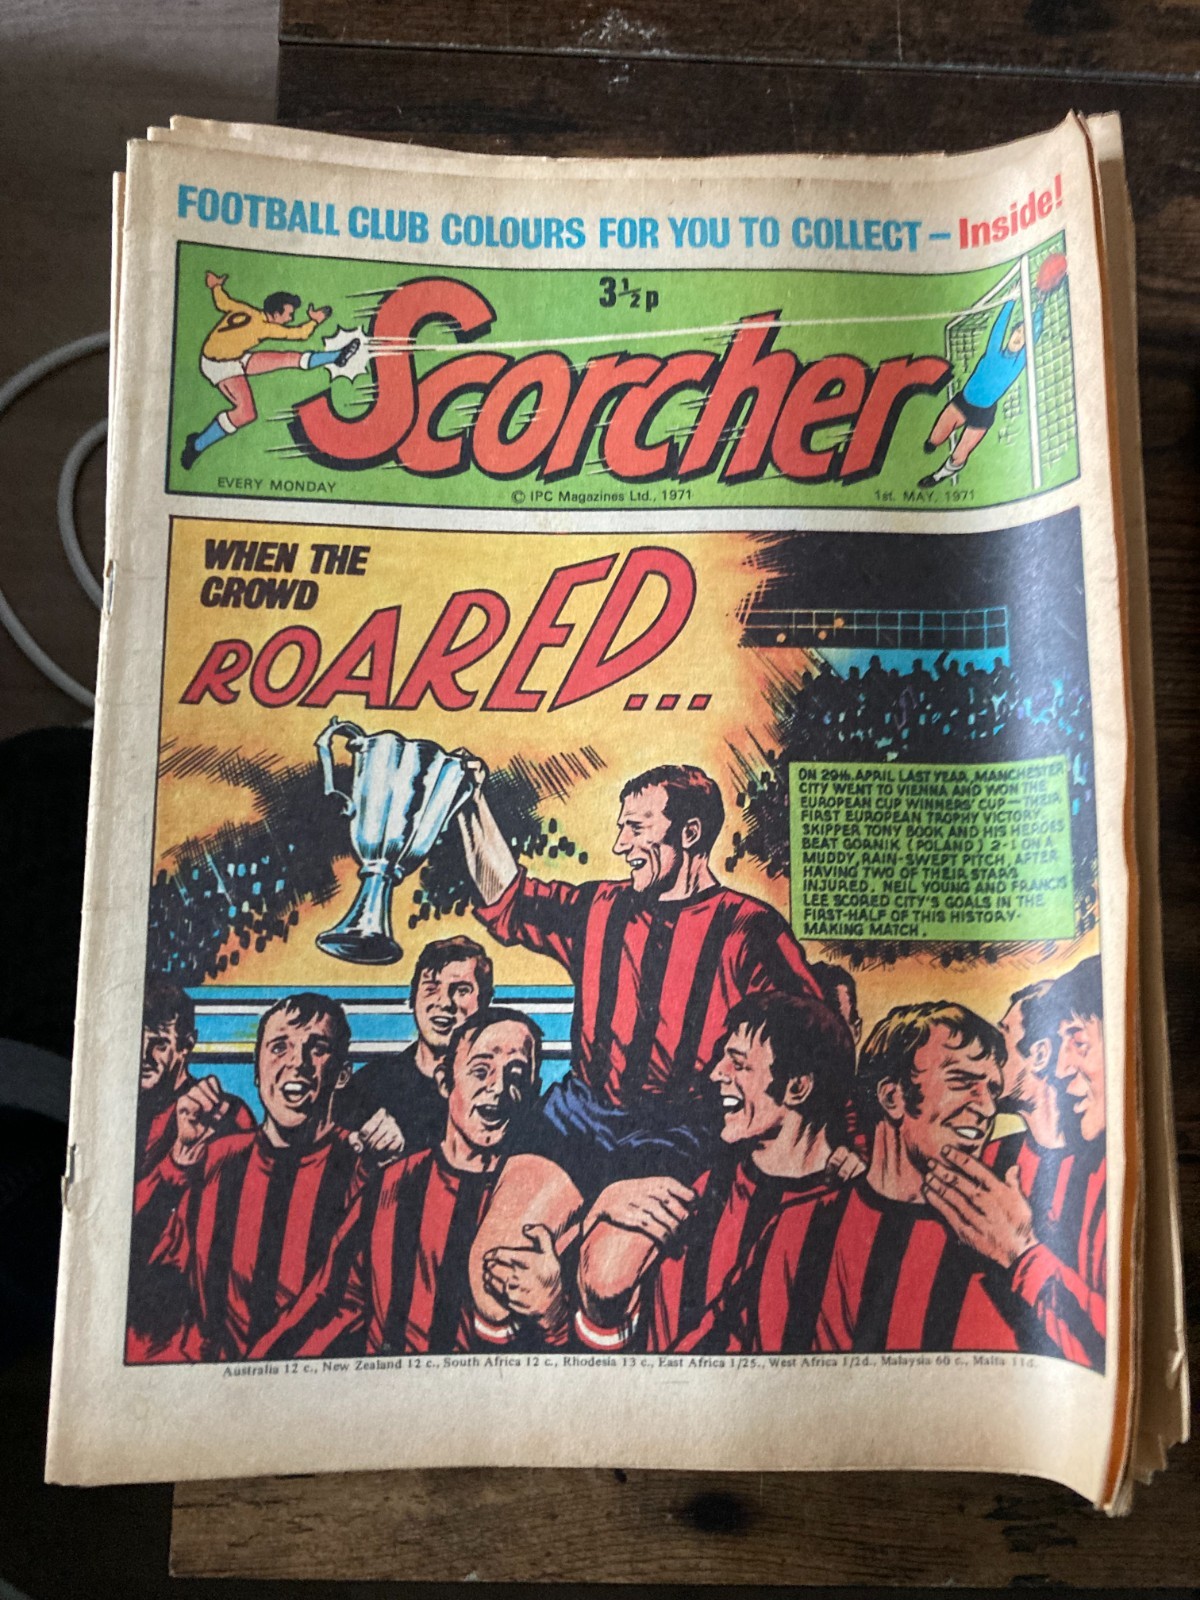 FOOTBALL CLUB COLOURS FOR YOU TO COLLECT – Inside!
3½p
9
Scorcher
EVERY MONDAY
© IPC Magazines Ltd., 1971
1st. MAY, 1971
WHEN THE
CROWD
ROARED...
ON 29th. APRIL LAST YEAR, MANCHESTER
CITY WENT TO VIENNA AND WON THE
EUROPEAN CUP WINNERS' CUP — THEIR
FIRST EUROPEAN TROPHY VICTORY.
SKIPPER TONY BOOK AND HIS HEROES
BEAT GORNIK (POLAND) 2-1 ON A
MUDDY, RAIN-SWEPT PITCH, AFTER
HAVING TWO OF THEIR STARS
INJURED. NEIL YOUNG AND FRANCIS
LEE SCORED CITY'S GOALS IN THE
FIRST-HALF OF THIS HISTORY-
MAKING MATCH.
Australia 12 c., New Zealand 12 c., South Africa 12 c., Rhodesia 13 c., East Africa 1/25., West Africa 1/2d., Malaysia 60 c., Malta 11d.